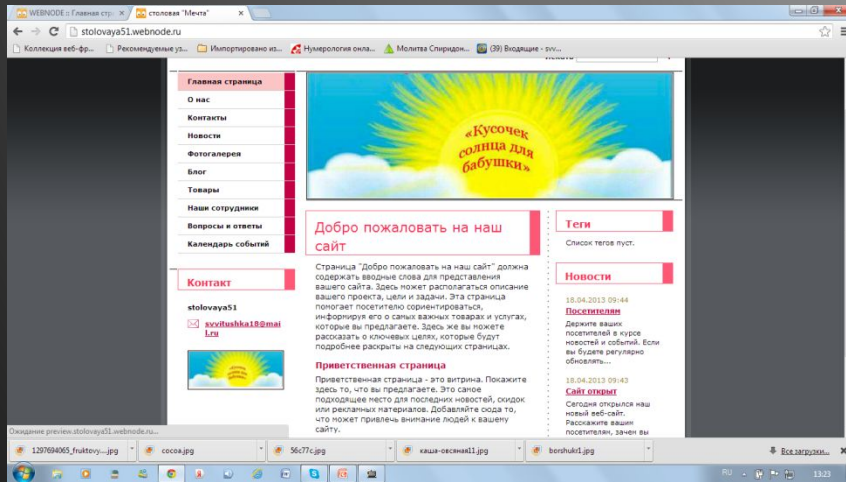 WEBNODE :: Главная стр
столовая "Мечта"
stolovaya51.webnode.ru
Коллекция веб-фр...
Рекомендуемые уз...
Импортировано из...
Нумерология онла...
Молитва Спиридон...
(39) Входящие - svv...
Главная страница
О нас
Контакты
Новости
Фотогалерея
Блог
Товары
Наши сотрудники
Вопросы и ответы
Календарь событий
Контакт
stolovaya51
svvitushka18@mai
l.ru
«Кусочек
солнца для
бабушки»
Добро пожаловать на наш
сайт
Страница "Добро пожаловать на наш сайт" должна
содержать вводные слова для представления
вашего сайта. Здесь может располагаться описание
вашего проекта, цели и задачи. Эта страница
помогает посетителю сориентироваться,
информируя его о самых важных товарах и услугах,
которые вы предлагаете. Здесь же вы можете
рассказать о ключевых целях, которые будут
подробнее раскрыты на следующих страницах.
Приветственная страница
Приветственная страница - это витрина. Покажите
здесь то, что вы предлагаете. Это самое
подходящее место для последних новостей, скидок
или рекламных материалов. Добавляйте сюда то,
что может привлечь внимание людей к вашему
сайту.
Теги
Список тегов пуст.
Новости
18.04.2013 09:44
Посетителям
Держите ваших
посетителей в курсе
новостей и событий. Если
вы будете регулярно
обновлять...
18.04.2013 09:43
Сайт открыт
Сегодня открылся наш
новый веб-сайт.
Расскажите вашим
посетителям, зачем вы
Ожидание preview.stolovaya51.webnode.ru...
1297694065_fruktovy....jpg
cocoa.jpg
56c77c.jpg
каша-овсяная11.jpg
borshukr1.jpg
Все загрузки...
RU
13:23